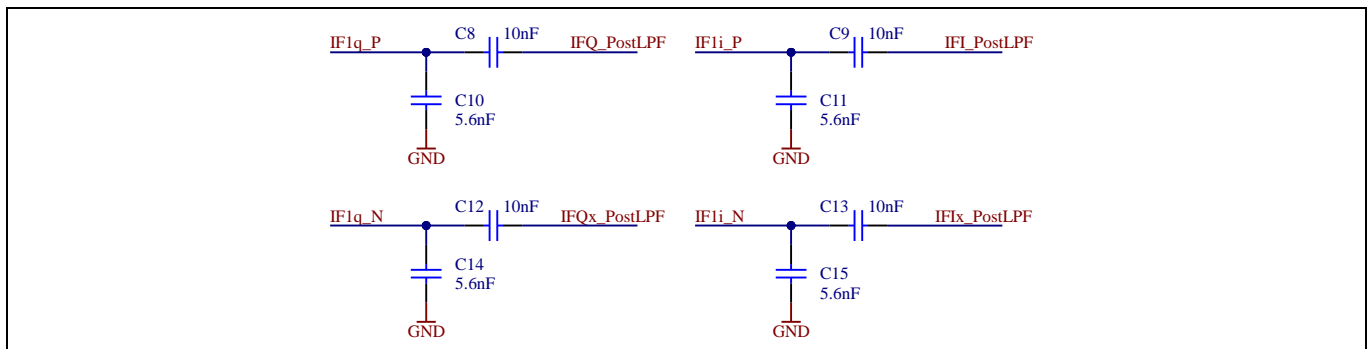 C8 10nF
IF1q_P IFQ_PostLPF
C10
5.6nF
GND
C9 10nF
IF1i_P IFI_PostLPF
C11
5.6nF
GND
C12 10nF
IF1q_N IFQx_PostLPF
C14
5.6nF
GND
C13 10nF
IF1i_N IFIx_PostLPF
C15
5.6nF
GND